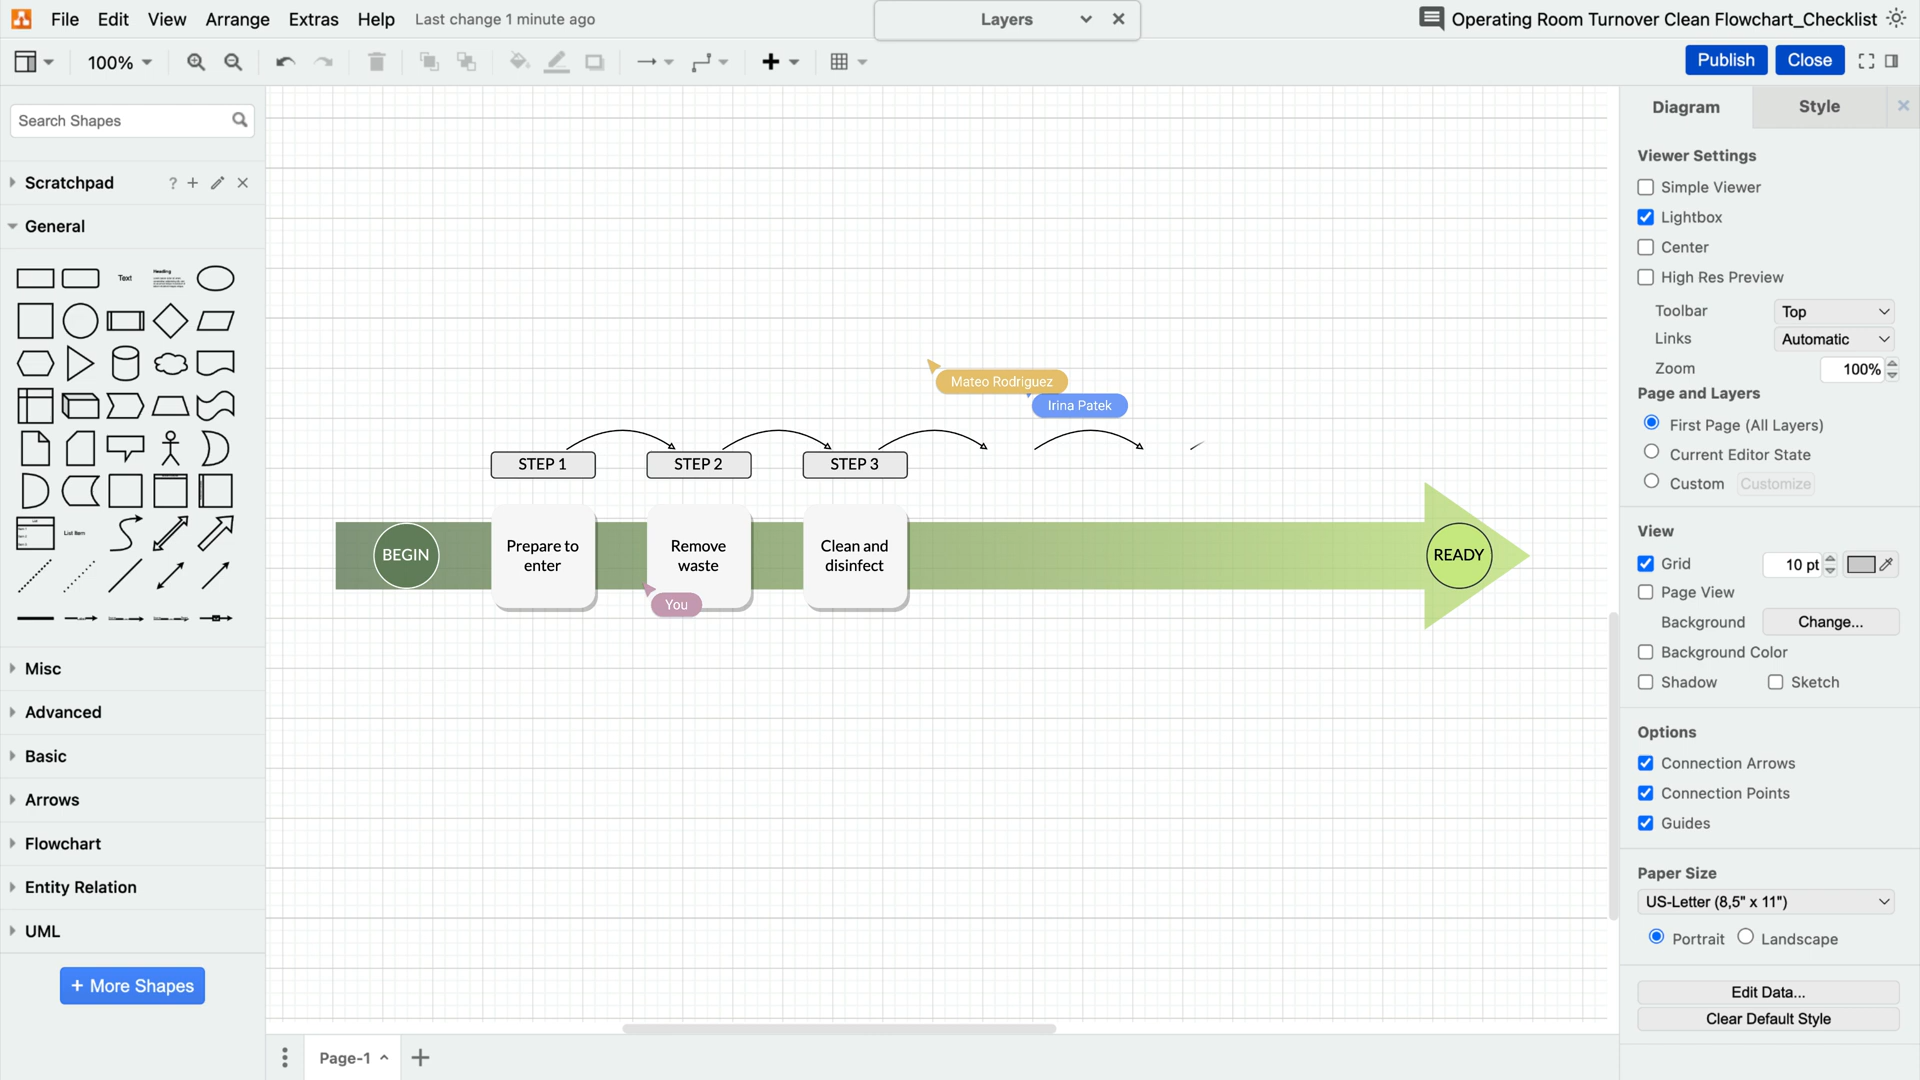 File Edit View Arrange Extras Help Last change 1 minute ago
Layers
Operating Room Turnover Clean Flowchart_Checklist
100%
Publish Close
Search Shapes
Scratchpad ?
General
Text Heading
List Item
Misc
Advanced
Basic
Arrows
Flowchart
Entity Relation
UML
+ More Shapes
Mateo Rodriguez
Irina Patek
STEP 1 STEP 2 STEP 3
BEGIN
Prepare to
enter
Remove
waste
Clean and
disinfect
READY
You
Page-1
Diagram Style
Viewer Settings
Simple Viewer
Lightbox
Center
High Res Preview
Toolbar Top
Links Automatic
Zoom 100%
Page and Layers
First Page (All Layers)
Current Editor State
Custom Customize
View
Grid 10 pt
Page View
Background Change...
Background Color
Shadow Sketch
Options
Connection Arrows
Connection Points
Guides
Paper Size
US-Letter (8,5" x 11")
Portrait Landscape
Edit Data...
Clear Default Style